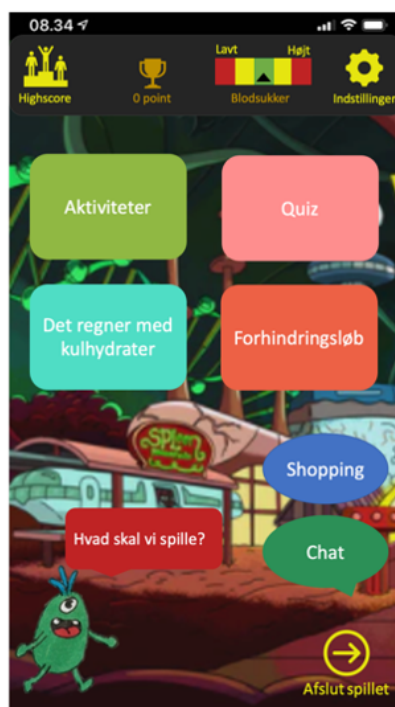 08.34
Lavt Højt
Highscore
0 point
Blodsukker
Indstillinger
Aktiviteter
Quiz
Det regner med
kulhydrater
Forhindringsløb
SPleen
Shopping
Hvad skal vi spille?
Chat
Afslut spillet